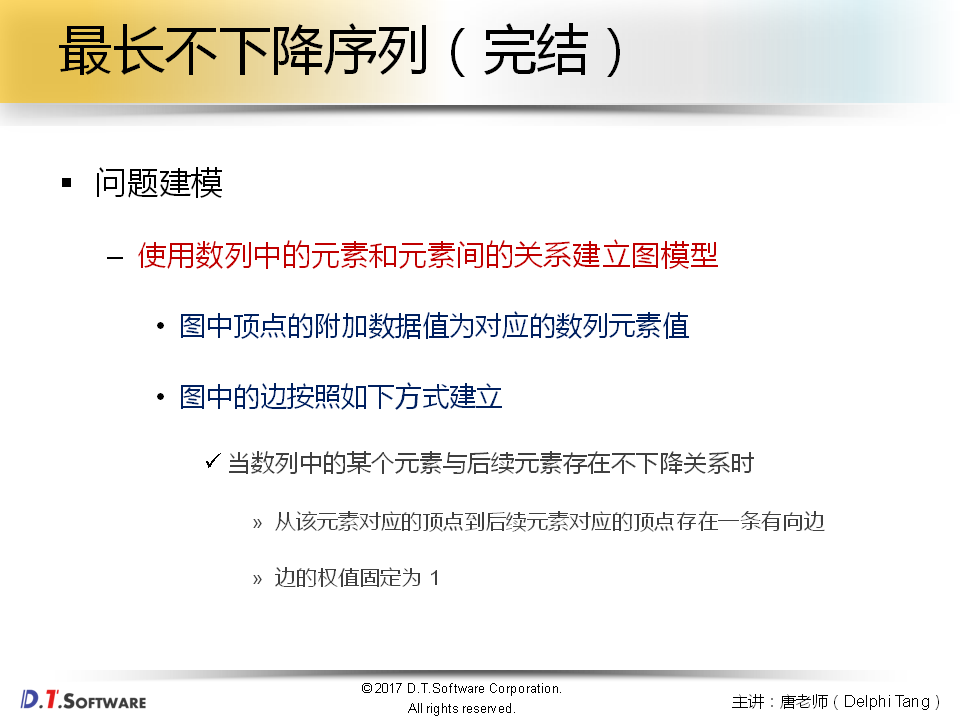 最长不下降序列（完结）
▪ 问题建模
– 使用数列中的元素和元素间的关系建立图模型
• 图中顶点的附加数据值为对应的数列元素值
• 图中的边按照如下方式建立
✓ 当数列中的某个元素与后续元素存在不下降关系时
» 从该元素对应的顶点到后续元素对应的顶点存在一条有向边
» 边的权值固定为 1
D.T.SOFTWARE
©2017 D.T.Software Corporation.
All rights reserved.
主讲：唐老师（Delphi Tang）